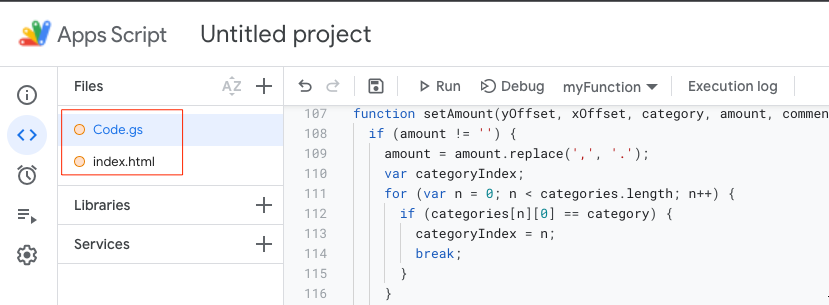 Apps Script Untitled project
Files AZ
Run Debug myFunction Execution log
Code.gs
index.html
Libraries
Services
107 function setAmount(yOffset, xOffset, category, amount, commen
108 if (amount != '') {
109 amount = amount.replace(',', '.');
110 var categoryIndex;
111 for (var n = 0; n < categories.length; n++) {
112 if (categories[n][0] == category) {
113 categoryIndex = n;
114 break;
115 }
116 }